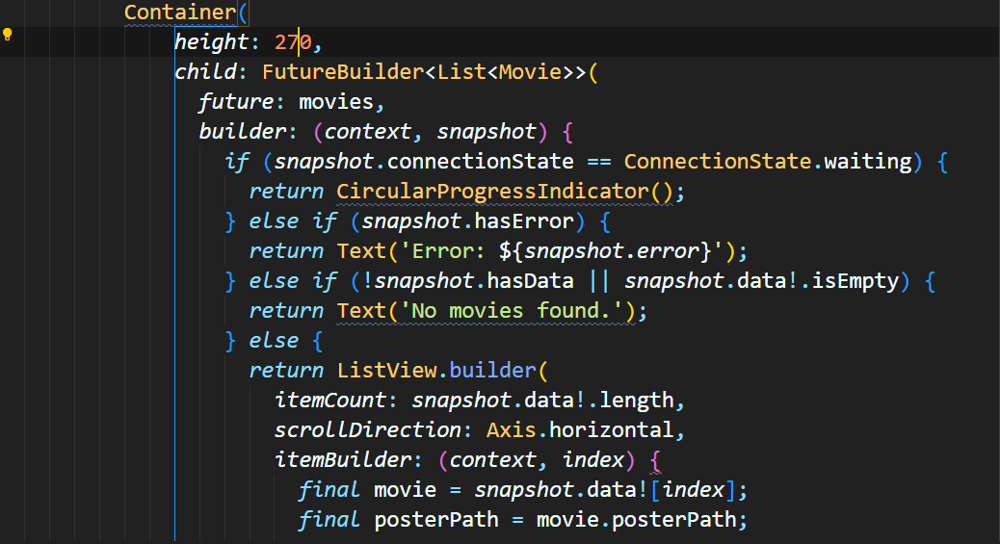 Container(
height: 270,
child: FutureBuilder<List<Movie>>(
future: movies,
builder: (context, snapshot) {
if (snapshot.connectionState == ConnectionState.waiting) {
return CircularProgressIndicator();
} else if (snapshot.hasError) {
return Text('Error: ${snapshot.error}');
} else if (!snapshot.hasData || snapshot.data!.isEmpty) {
return Text('No movies found.');
} else {
return ListView.builder(
itemCount: snapshot.data!.length,
scrollDirection: Axis.horizontal,
itemBuilder: (context, index) {
final movie = snapshot.data![index];
final posterPath = movie.posterPath;